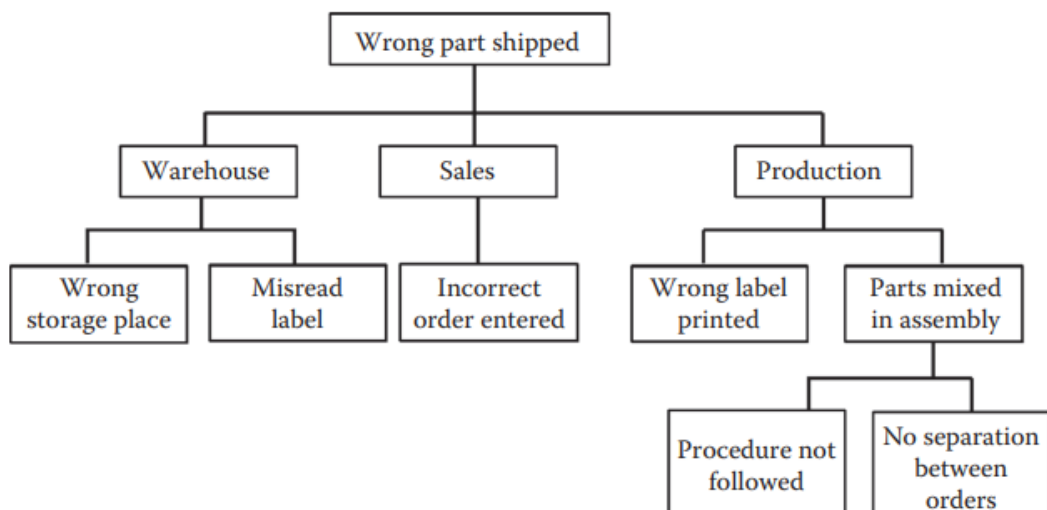 Wrong part shipped
Warehouse
Sales
Production
Wrong
storage place
Misread
label
Incorrect
order entered
Wrong label
printed
Parts mixed
in assembly
Procedure not
followed
No separation
between
orders